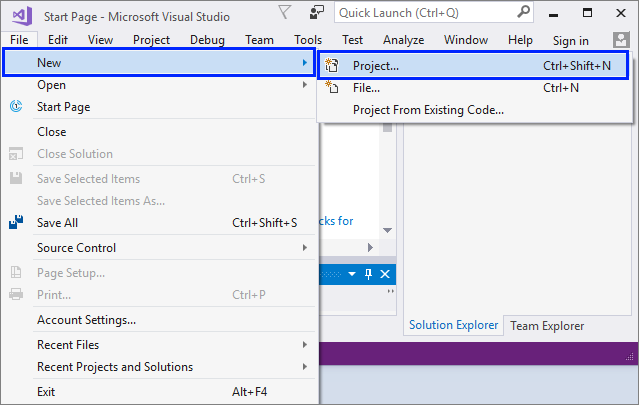 Start Page - Microsoft Visual Studio
Quick Launch (Ctrl+Q)
File Edit View Project Debug Team Tools Test Analyze Window Help Sign in
New
Project... Ctrl+Shift+N
Open
File... Ctrl+N
Start Page
Project From Existing Code...
Close
Close Solution
Save Selected Items Ctrl+S
Save Selected Items As...
Save All Ctrl+Shift+S
cks for
Source Control
Page Setup...
Print... Ctrl+P
Account Settings...
Solution Explorer Team Explorer
Recent Files
Recent Projects and Solutions
Exit Alt+F4